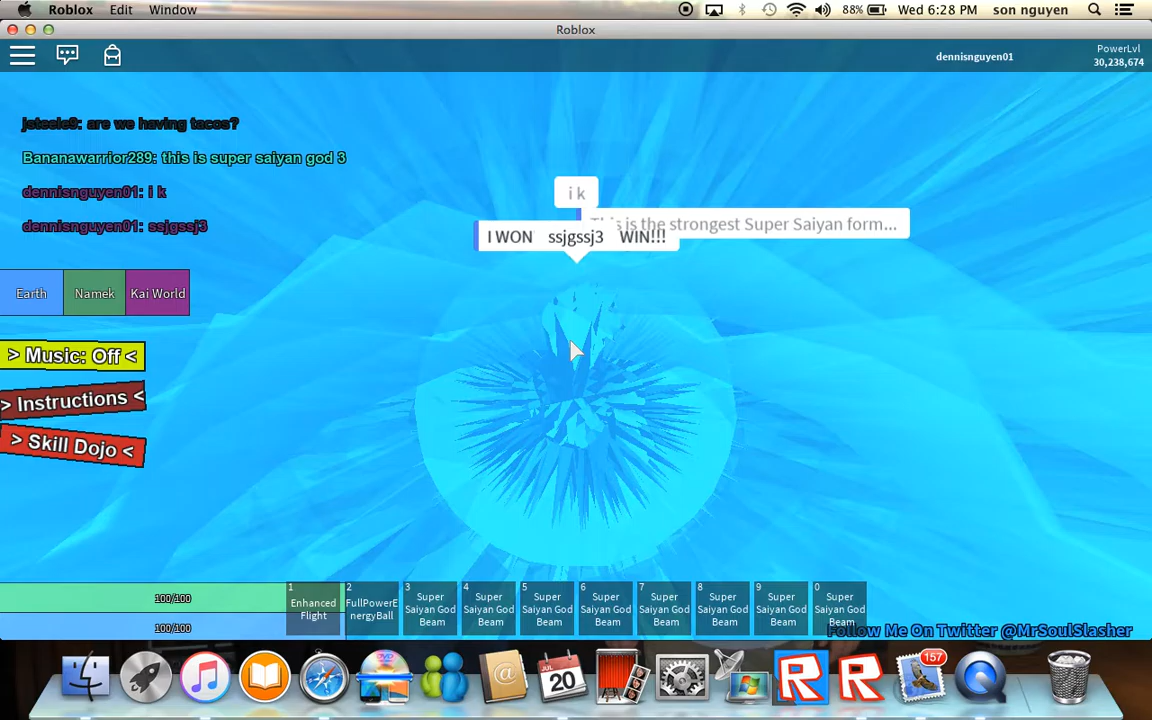 Roblox Edit Window 88% Wed 6:28 PM son nguyen
Roblox
dennisnguyen01
PowerLvl
30,238,674
jsteele9: are we having tacos?
Bananawarrior289: this is super saiyan god 3
dennisnguyen01: i k
dennisnguyen01: ssjgssj3
i k
This is the strongest Super Saiyan form...
I WON ssjgssj3 WIN!!!
Earth Namek Kai World
> Music: Off <
> Instructions <
> Skill Dojo <
100/100
100/100
1 Enhanced Flight
2 FullPowerEnergyBall
3 Super Saiyan God Beam
4 Super Saiyan God Beam
5 Super Saiyan God Beam
6 Super Saiyan God Beam
7 Super Saiyan God Beam
8 Super Saiyan God Beam
9 Super Saiyan God Beam
0 Super Saiyan God Beam
Follow Me On Twitter @MrSoulSlasher
DVD
JUL
20
157